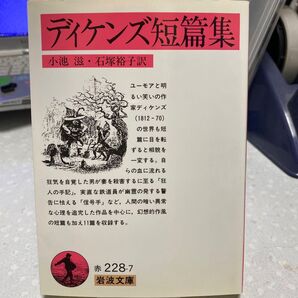 ディケンズ短篇集
小池 滋・石塚裕子訳
ユーモアと明
るい笑いの作
家ディケンズ
(1812-70)
の世界も短
篇に目を転
ずると相貌を
一変する。自
らの血に流れる
狂気を自覚した男が妻を殺害するに至る「狂
人の手記」。実直な鉄道員が幽霊の発する警
告に怯える「信号手」など、人間の暗い異常
な心理を追究した作品を中心に、幻想的作風
の短篇も加え11篇を収録する。
赤 228-7
岩波文庫